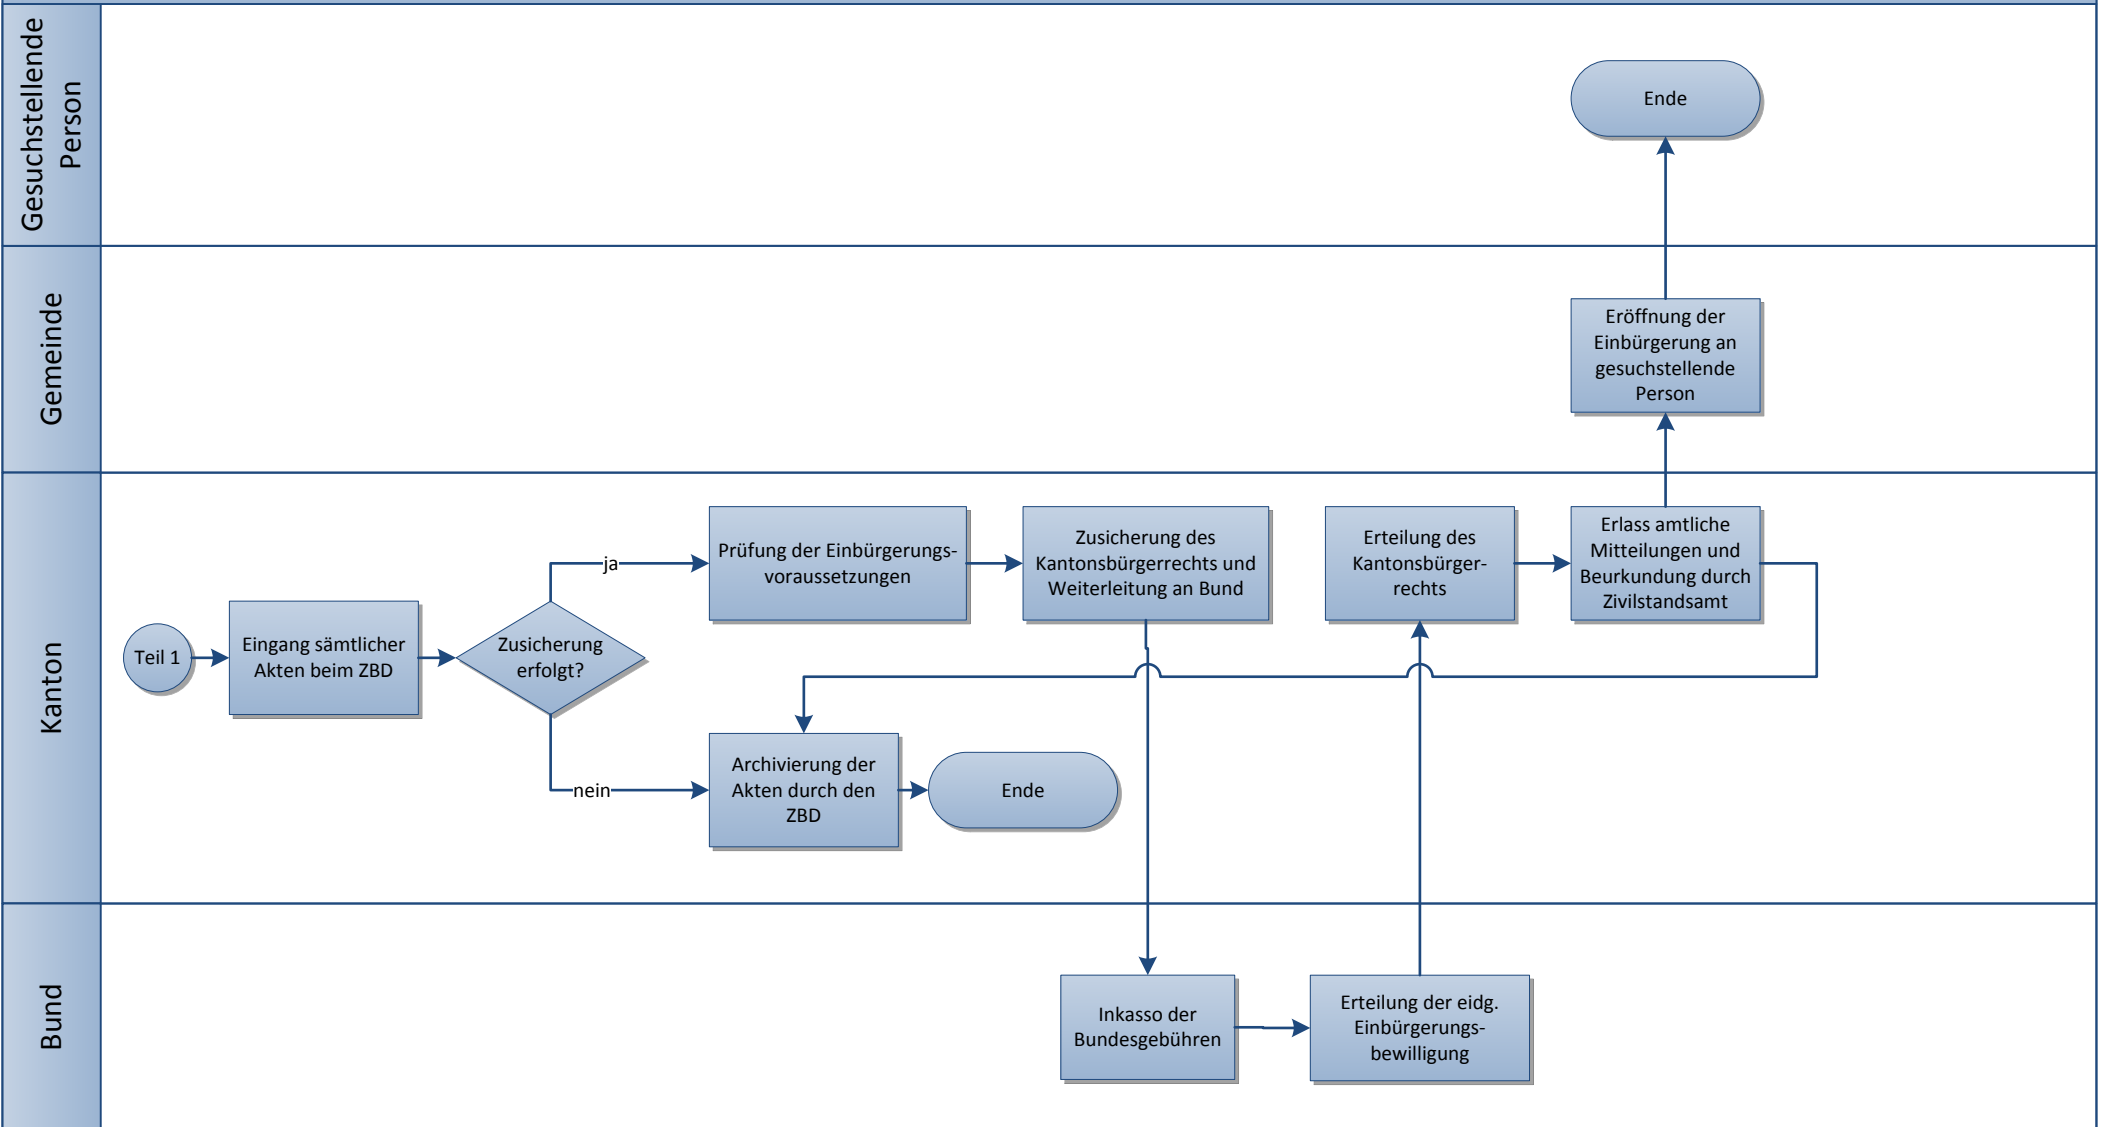 Gesuchstellende
Person
Ende
Gemeinde
Eröffnung der
Einbürgerung an
gesuchstellende
Person
Kanton
Teil 1
Eingang sämtlicher
Akten beim ZBD
Zusicherung
erfolgt?
ja
nein
Prüfung der Einbürgerungs-
voraussetzungen
Zusicherung des
Kantonsbürgerrechts und
Weiterleitung an Bund
Erteilung des
Kantonsbürger-
rechts
Erlass amtliche
Mitteilungen und
Beurkundung durch
Zivilstandsamt
Archivierung der
Akten durch den
ZBD
Ende
Bund
Inkasso der
Bundesgebühren
Erteilung der eidg.
Einbürgerungs-
bewilligung